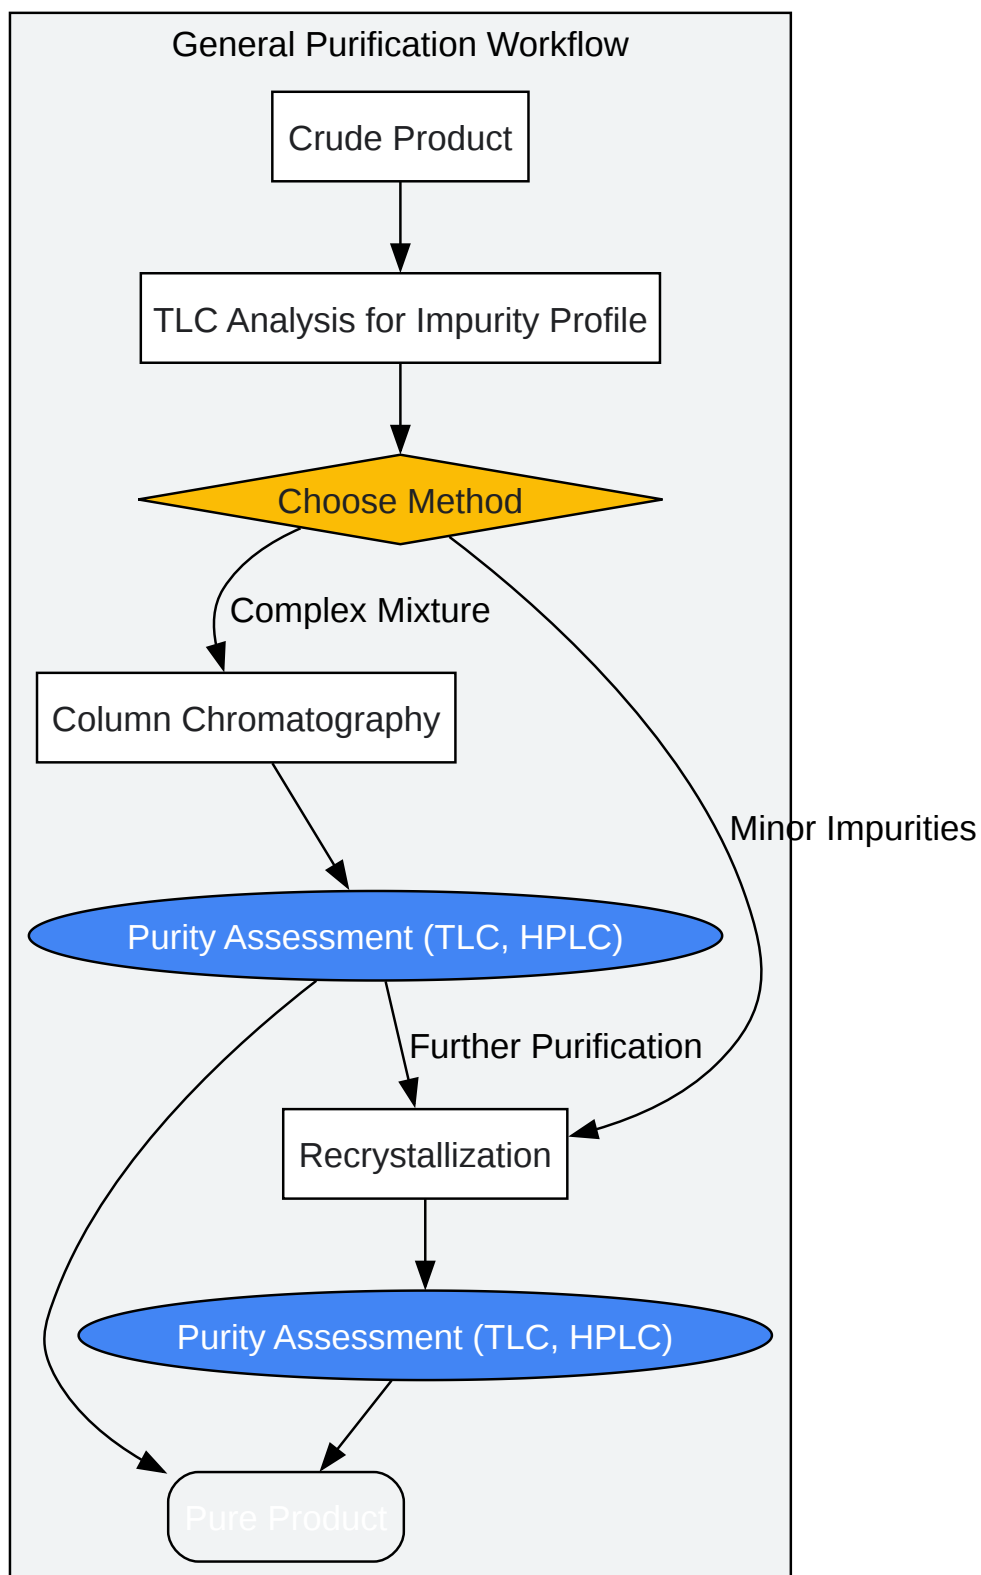 General Purification Workflow
Crude Product
TLC Analysis for Impurity Profile
Choose Method
Complex Mixture
Column Chromatography
Minor Impurities
Purity Assessment (TLC, HPLC)
Further Purification
Recrystallization
Purity Assessment (TLC, HPLC)
Pure Product